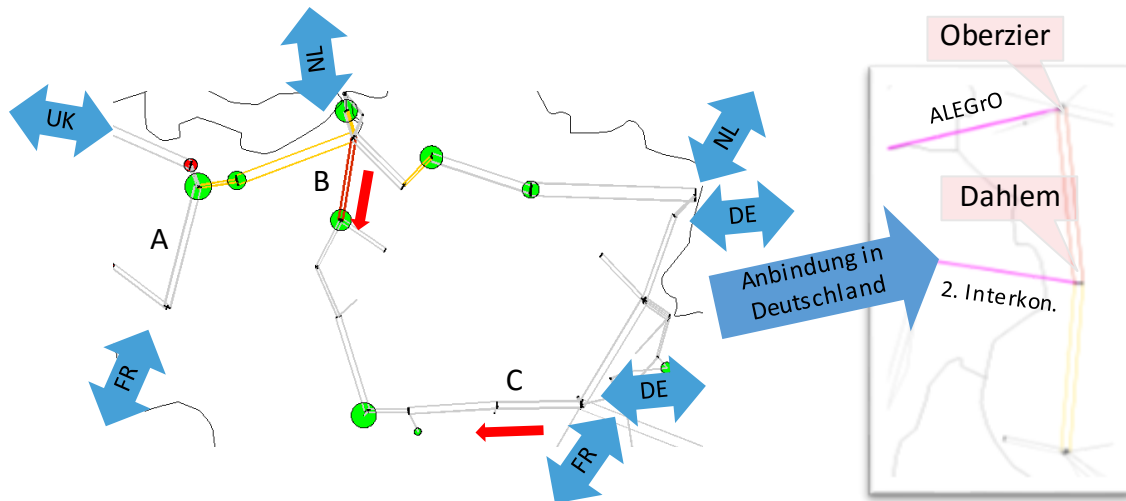 NL
UK
NL
B
A
DE
C
FR
DE
FR
Anbindung in
Deutschland
Oberzier
ALEGrO
Dahlem
2. Interkon.